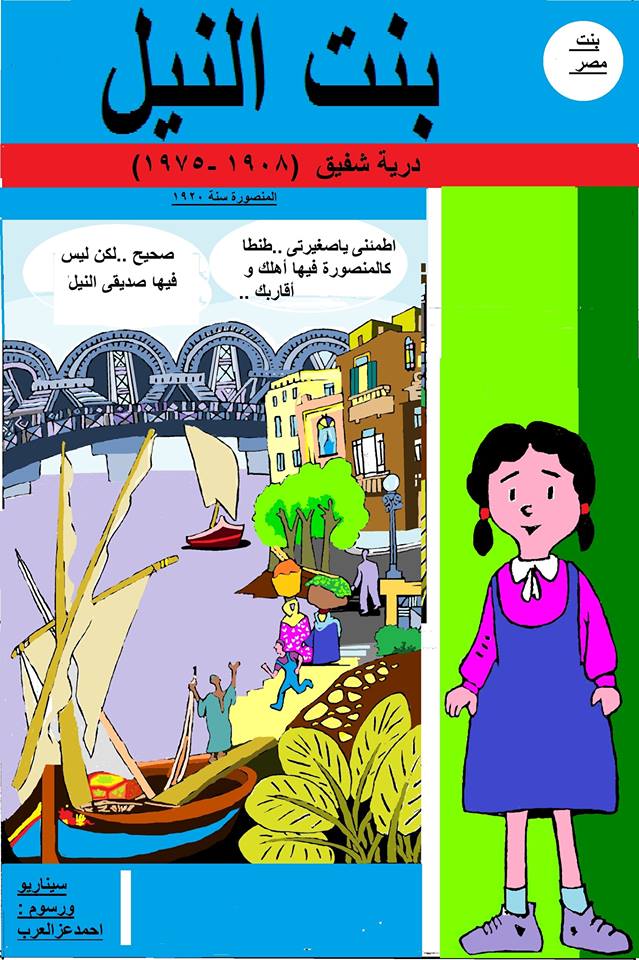 بنت
مصر
بنت النيل
درية شفيق (١٩٠٨ -١٩٧٥)
المنصورة سنة ١٩٢٠
اطمئنى ياصغيرتى ..طنطا
كالمنصورة فيها أهلك و
أقاربك ..
صحيح ..لكن ليس
فيها صديقى النيل
سيناريو
ورسوم :
احمدعزالعرب